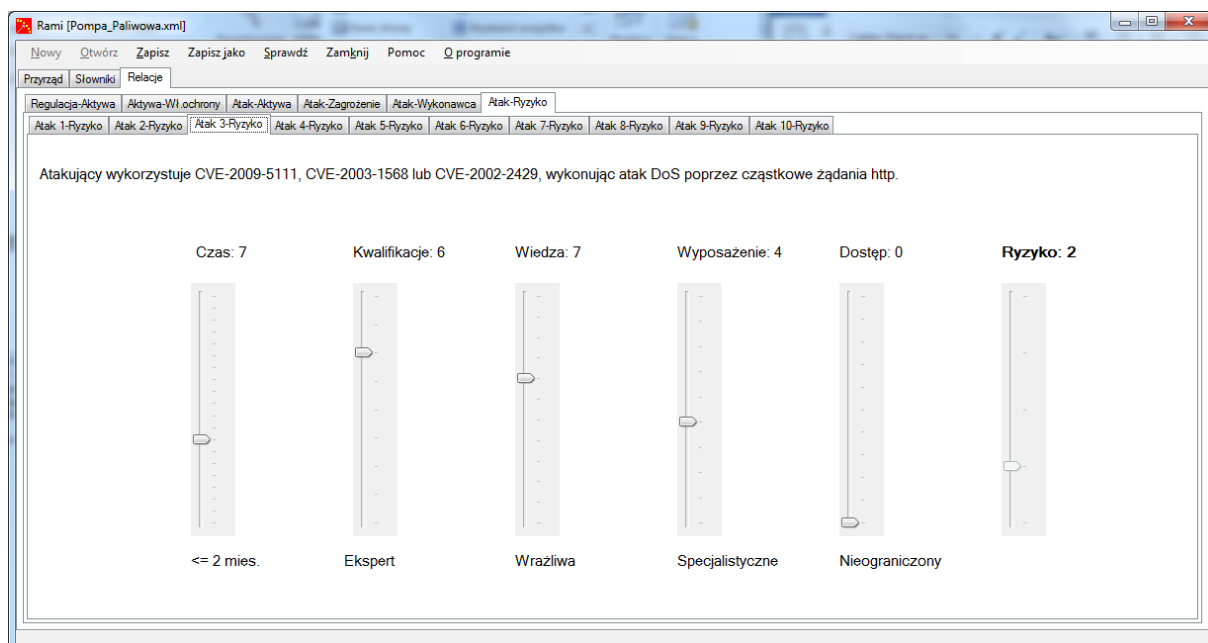 Rami [Pompa_Paliwowa.xml]
Nowy Otwórz Zapisz Zapisz jako Sprawdź Zamknij Pomoc O programie
Przyrząd Słowniki Relacje
Regulacja-Aktywa Aktywa-Wł.ochrony Atak-Aktywa Atak-Zagrożenie Atak-Wykonawca Atak-Ryzyko
Atak 1-Ryzyko Atak 2-Ryzyko Atak 3-Ryzyko Atak 4-Ryzyko Atak 5-Ryzyko Atak 6-Ryzyko Atak 7-Ryzyko Atak 8-Ryzyko Atak 9-Ryzyko Atak 10-Ryzyko
Atakujący wykorzystuje CVE-2009-5111, CVE-2003-1568 lub CVE-2002-2429, wykonując atak DoS poprzez cząstkowe żądania http.
Czas: 7 Kwalifikacje: 6 Wiedza: 7 Wyposażenie: 4 Dostęp: 0 Ryzyko: 2
<= 2 mies. Ekspert Wrażliwa Specjalistyczne Nieograniczony